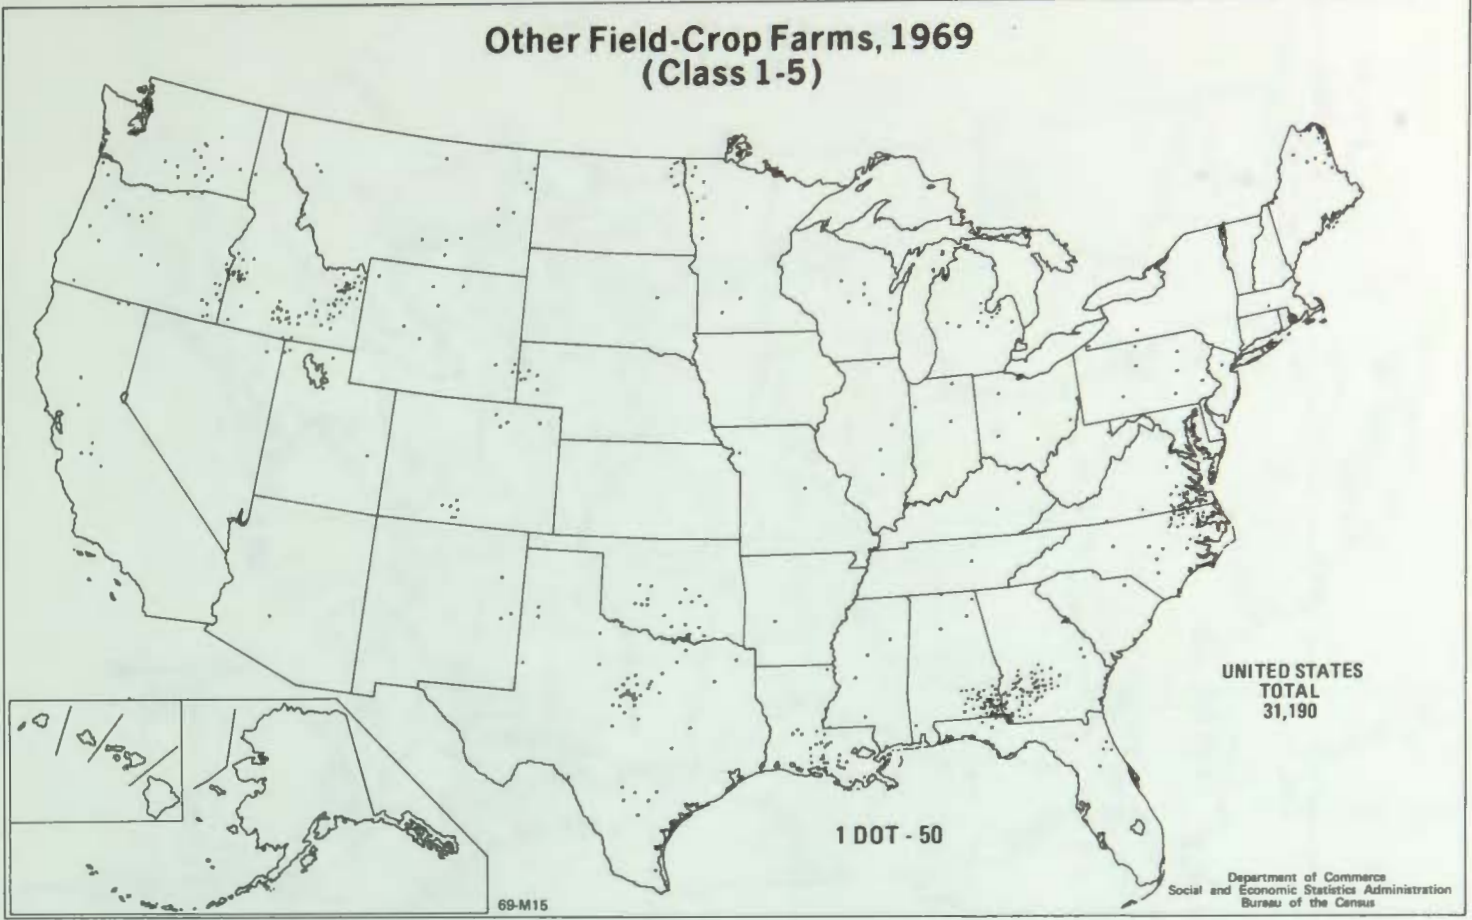 Other Field-Crop Farms, 1969
(Class 1-5)
UNITED STATES
TOTAL
31,190
1 DOT - 50
Department of Commerce
Social and Economic Statistics Administration
Bureau of the Census
69-M15